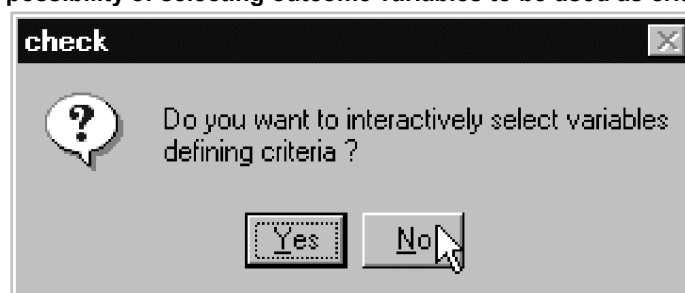 possibility of selecting outcome variables to be used as crite
check
Do you want to interactively select variables
defining criteria ?
Yes No